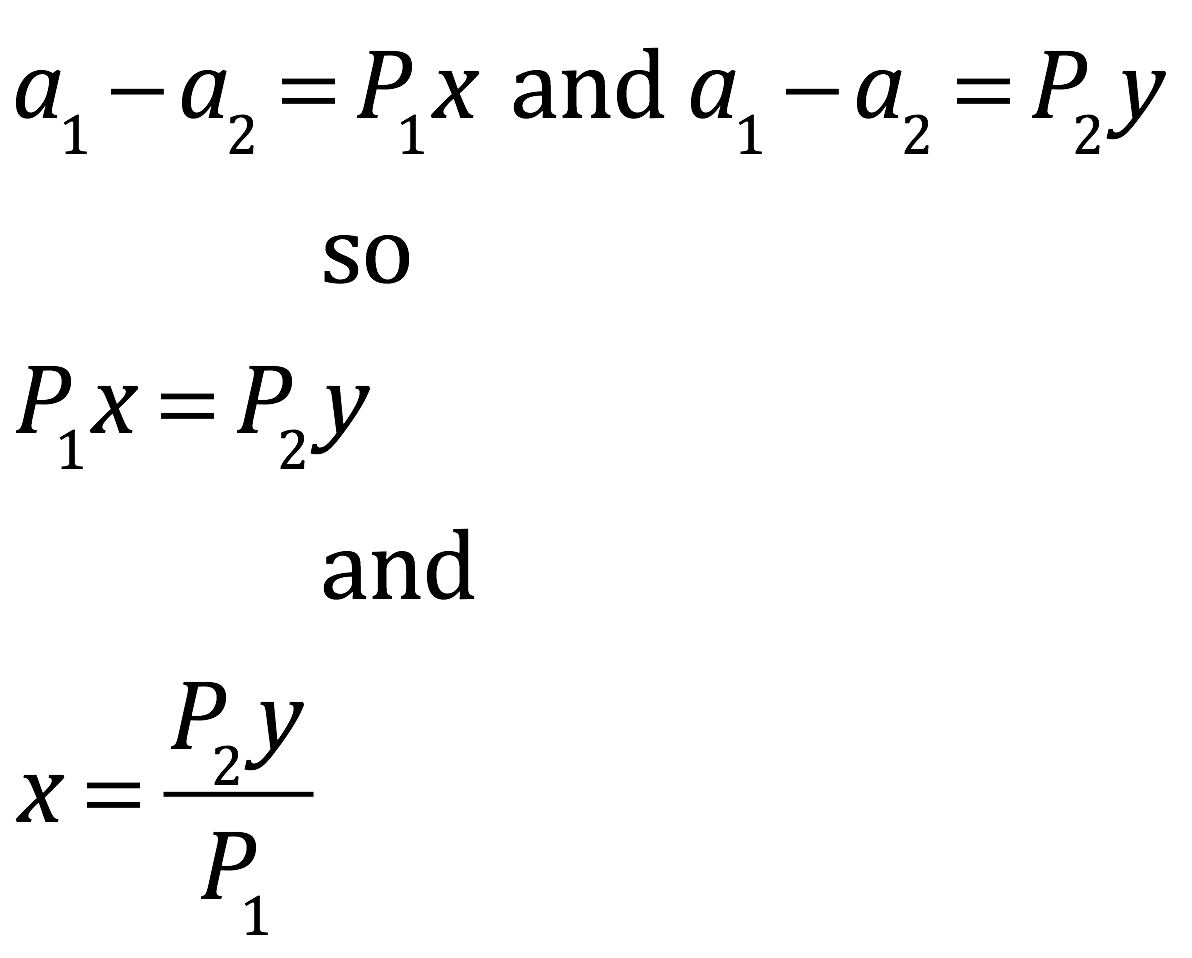 a₁ − a₂ = P₁x and a₁ − a₂ = P₂y
so
P₁x = P₂y
and
x = P₂y / P₁